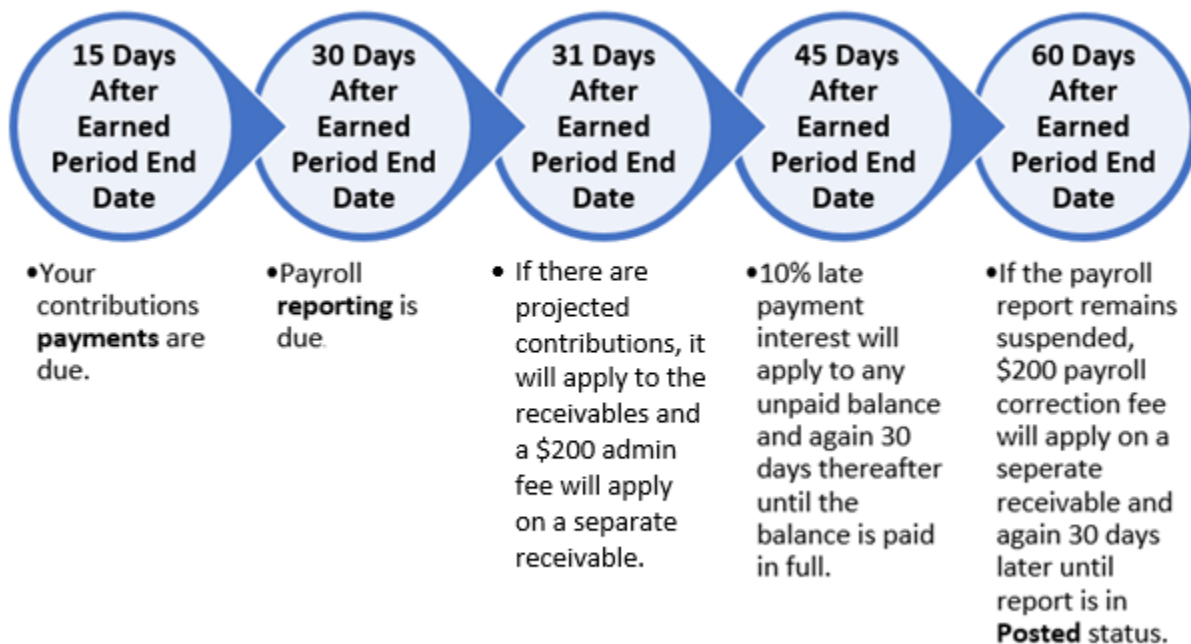 15 Days
After
Earned
Period End
Date
30 Days
After
Earned
Period End
Date
31 Days
After
Earned
Period End
Date
45 Days
After
Earned
Period End
Date
60 Days
After
Earned
Period End
Date
•Your
contributions
payments are
due.
•Payroll
reporting is
due.
• If there are
projected
contributions, it
will apply to the
receivables and
a $200 admin
fee will apply
on a separate
receivable.
•10% late
payment
interest will
apply to any
unpaid balance
and again 30
days thereafter
until the
balance is paid
in full.
•If the payroll
report remains
suspended,
$200 payroll
correction fee
will apply on a
seperate
receivable and
again 30 days
later until
report is in
Posted status.